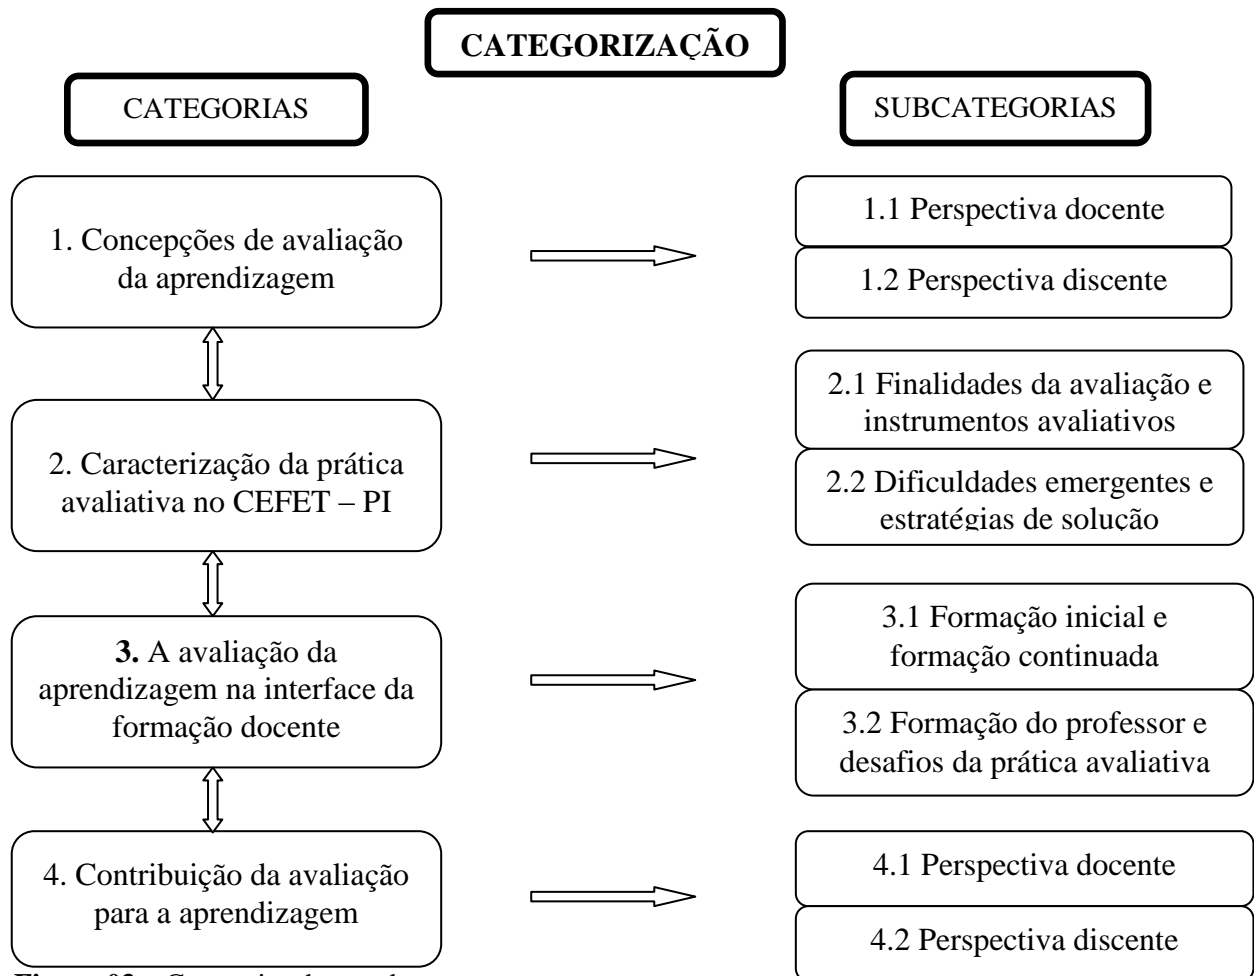 CATEGORIZAÇÃO
CATEGORIAS
SUBCATEGORIAS
1. Concepções de avaliação
da aprendizagem
1.1 Perspectiva docente
1.2 Perspectiva discente
2. Caracterização da prática
avaliativa no CEFET – PI
2.1 Finalidades da avaliação e
instrumentos avaliativos
2.2 Dificuldades emergentes e
estratégias de solução
3. A avaliação da
aprendizagem na interface da
formação docente
3.1 Formação inicial e
formação continuada
3.2 Formação do professor e
desafios da prática avaliativa
4. Contribuição da avaliação
para a aprendizagem
4.1 Perspectiva docente
4.2 Perspectiva discente